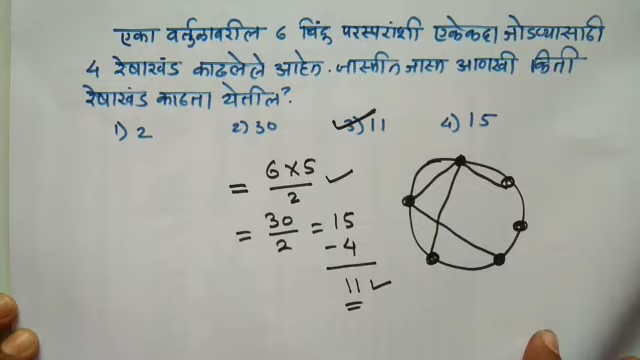 एका वर्तुळावरील 6 बिंदू परस्परांशी एकेकदा जोडण्यासाठी
4 रेषाखंड काढलेले आहेत. जास्तीत जास्त आणखी किती
रेषाखंड काढता येतील?
1) 2 2) 30 3) 11 4) 15
= 6×5/2
= 30/2 = 15
-4
11